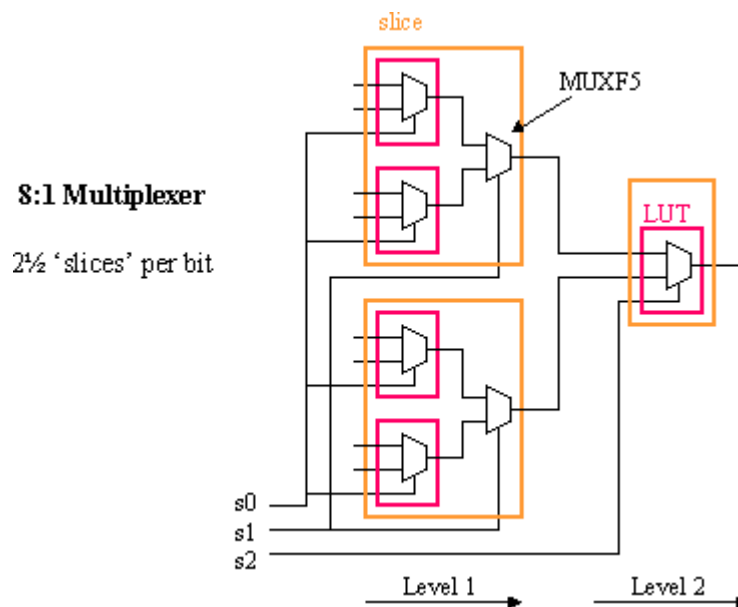 slice
MUXF5
8:1 Multiplexer
LUT
2½ ‘slices’ per bit
s0
s1
s2
Level 1
Level 2